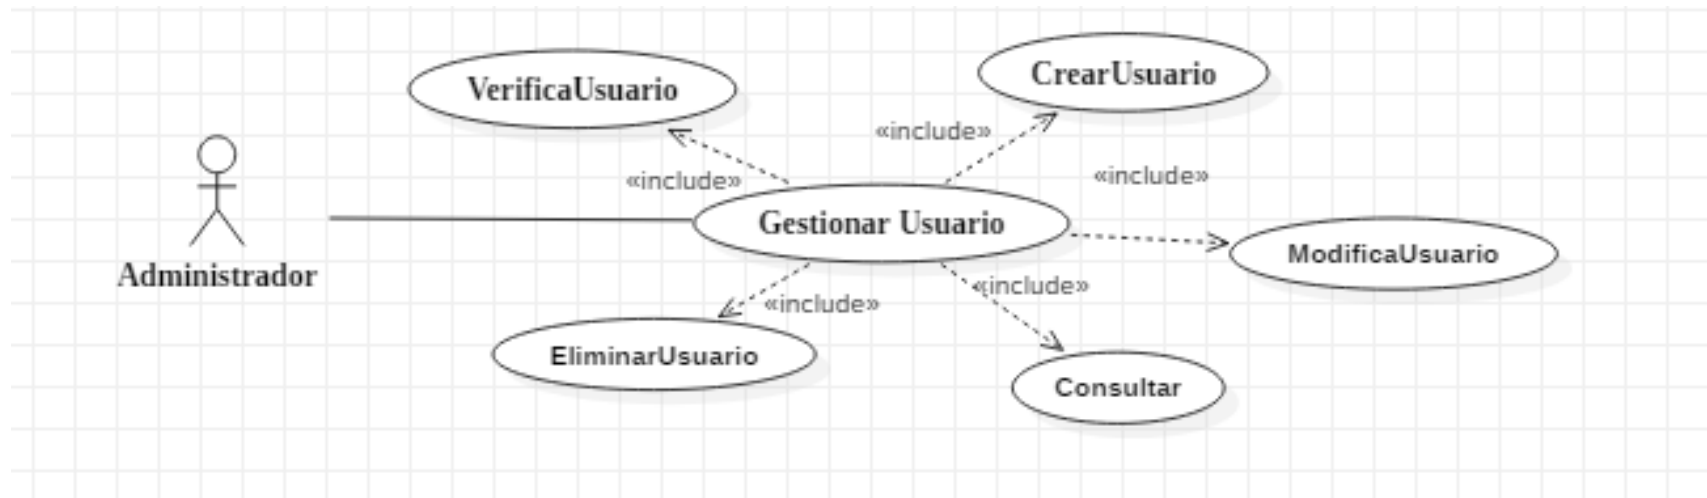 VerificaUsuario
CrearUsuario
«include»
«include»
«include»
Gestionar Usuario
ModificaUsuario
Administrador
«include»
«include»
EliminarUsuario
Consultar